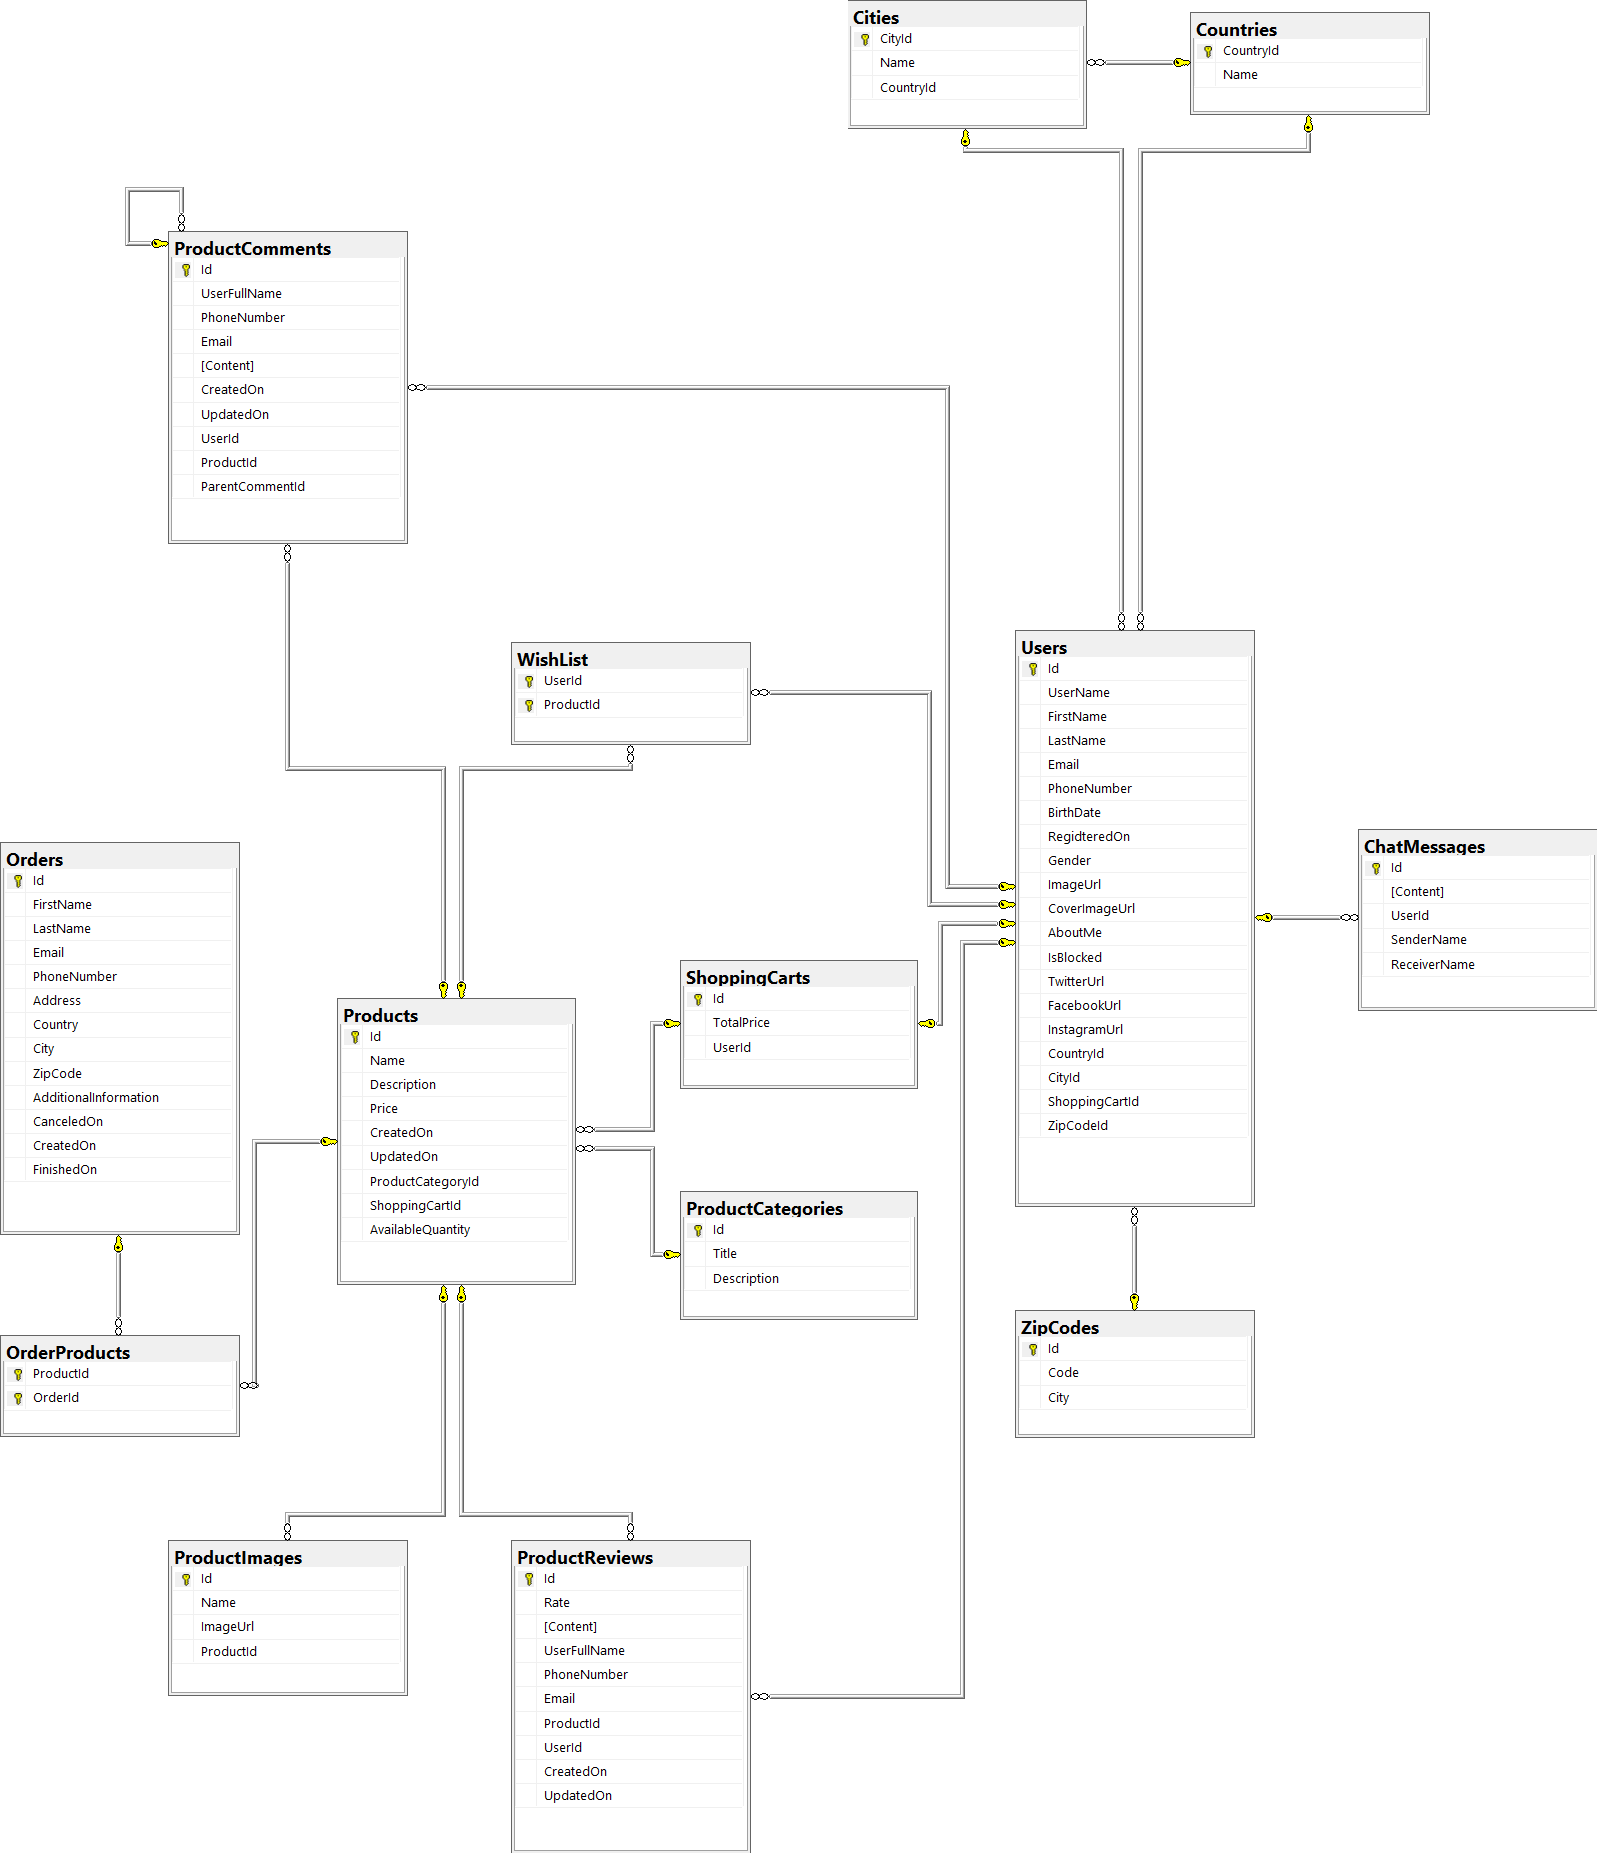 Cities
CityId
Name
CountryId
Countries
CountryId
Name
ProductComments
Id
UserFullName
PhoneNumber
Email
[Content]
CreatedOn
UpdatedOn
UserId
ProductId
ParentCommentId
WishList
UserId
ProductId
Users
Id
UserName
FirstName
LastName
Email
PhoneNumber
BirthDate
RegidteredOn
Gender
ImageUrl
CoverImageUrl
AboutMe
IsBlocked
TwitterUrl
FacebookUrl
InstagramUrl
CountryId
CityId
ShoppingCartId
ZipCodeId
ChatMessages
Id
[Content]
UserId
SenderName
ReceiverName
Orders
Id
FirstName
LastName
Email
PhoneNumber
Address
Country
City
ZipCode
AdditionalInformation
CanceledOn
CreatedOn
FinishedOn
Products
Id
Name
Description
Price
CreatedOn
UpdatedOn
ProductCategoryId
ShoppingCartId
AvailableQuantity
ShoppingCarts
Id
TotalPrice
UserId
ProductCategories
Id
Title
Description
ZipCodes
Id
Code
City
OrderProducts
ProductId
OrderId
ProductImages
Id
Name
ImageUrl
ProductId
ProductReviews
Id
Rate
[Content]
UserFullName
PhoneNumber
Email
ProductId
UserId
CreatedOn
UpdatedOn